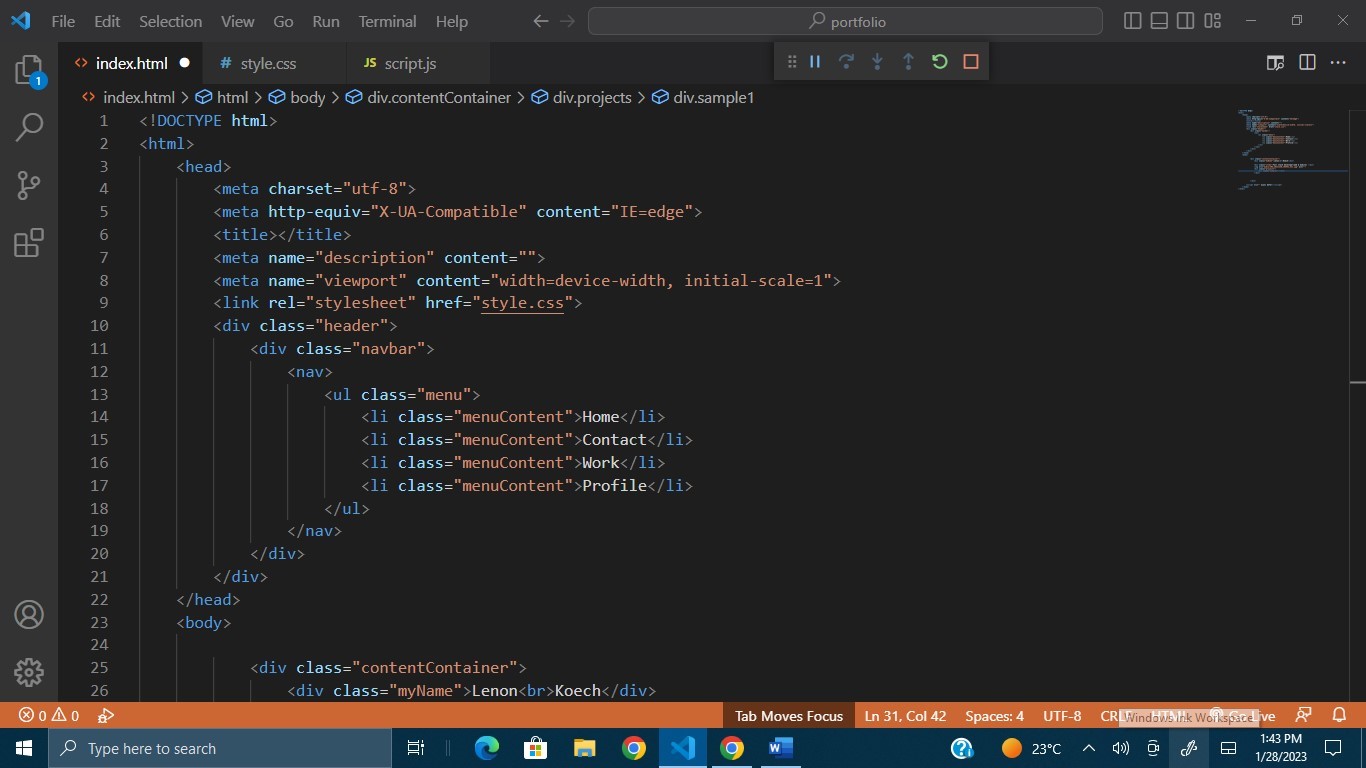 File Edit Selection View Go Run Terminal Help portfolio
index.html style.css script.js
index.html > html > body > div.contentContainer > div.projects > div.sample1
1 <!DOCTYPE html>
2 <html>
3 <head>
4 <meta charset="utf-8">
5 <meta http-equiv="X-UA-Compatible" content="IE=edge">
6 <title></title>
7 <meta name="description" content="">
8 <meta name="viewport" content="width=device-width, initial-scale=1">
9 <link rel="stylesheet" href="style.css">
10 <div class="header">
11 <div class="navbar">
12 <nav>
13 <ul class="menu">
14 <li class="menuContent">Home</li>
15 <li class="menuContent">Contact</li>
16 <li class="menuContent">Work</li>
17 <li class="menuContent">Profile</li>
18 </ul>
19 </nav>
20 </div>
21 </div>
22 </head>
23 <body>
24
25 <div class="contentContainer">
26 <div class="myName">Lenon<br>Koech</div>
1
0 0 Tab Moves Focus Ln 31, Col 42 Spaces: 4 UTF-8 CRLF HTML Go Live
Windows Ink Workspace
Type here to search 23°C 1:43 PM
1/28/2023